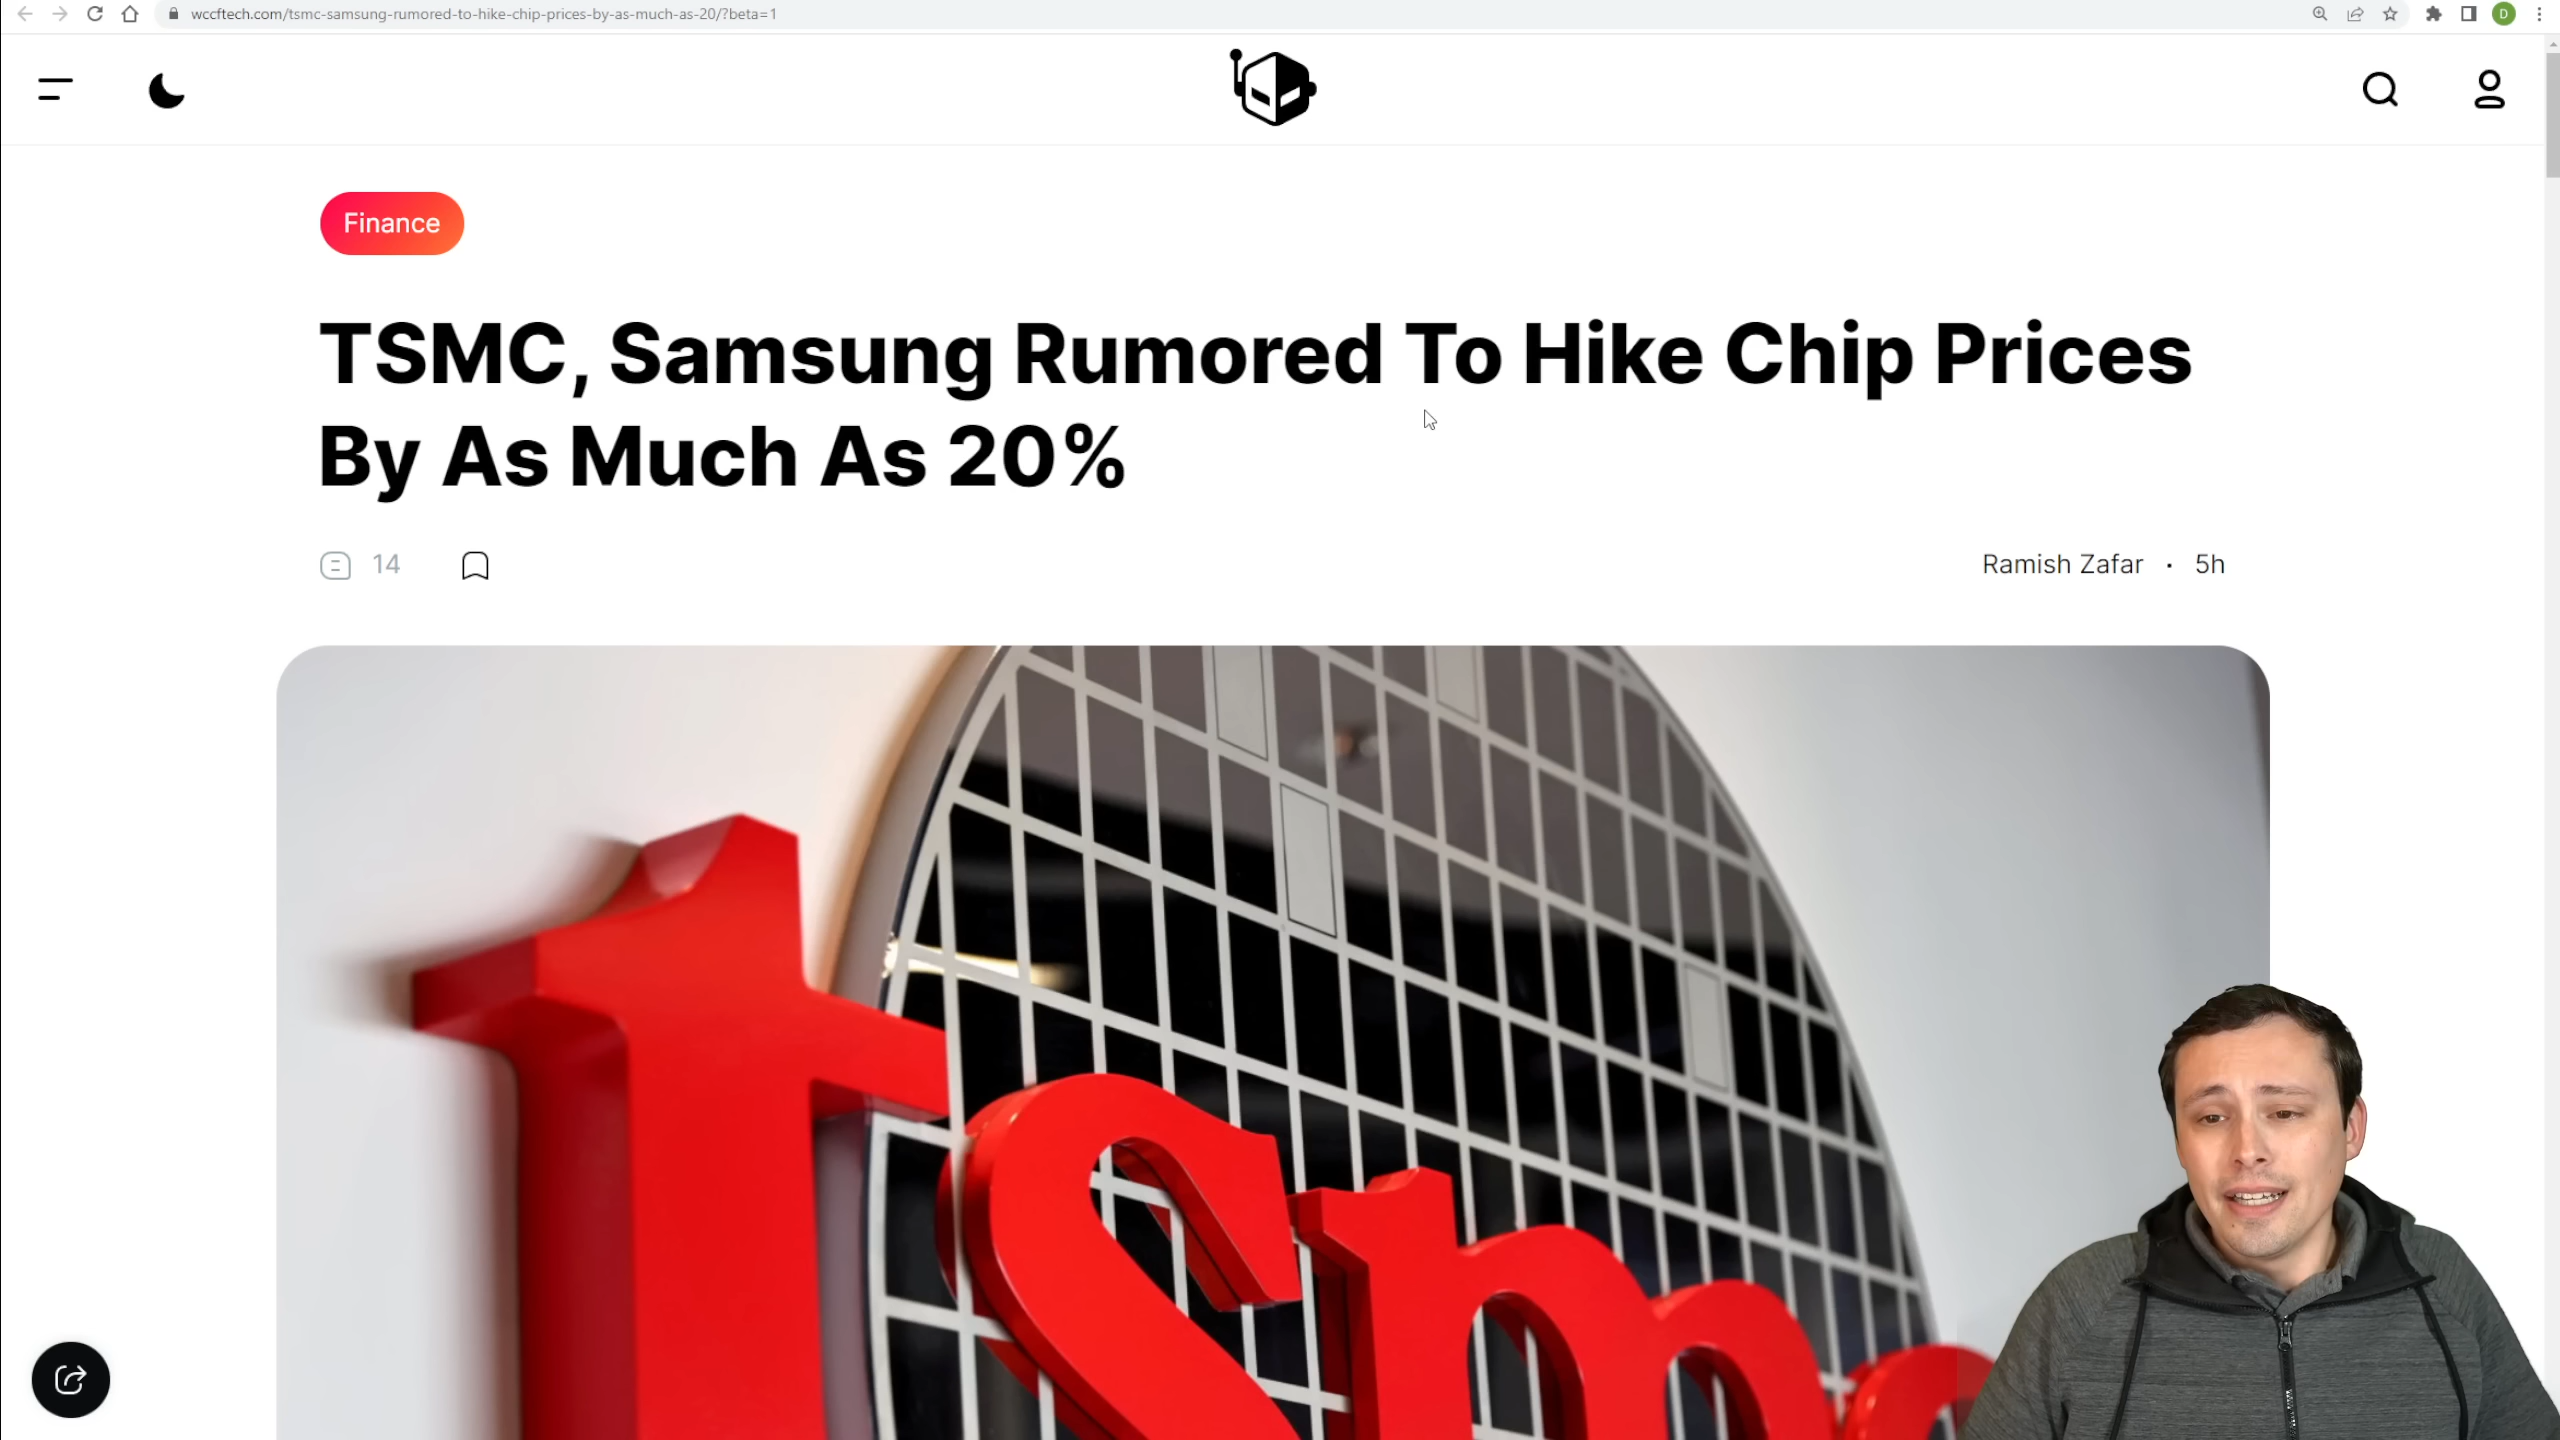 wccftech.com/tsmc-samsung-rumored-to-hike-chip-prices-by-as-much-as-20/?beta=1
D
Finance
TSMC, Samsung Rumored To Hike Chip Prices
By As Much As 20%
14
Ramish Zafar • 5h
tsmc